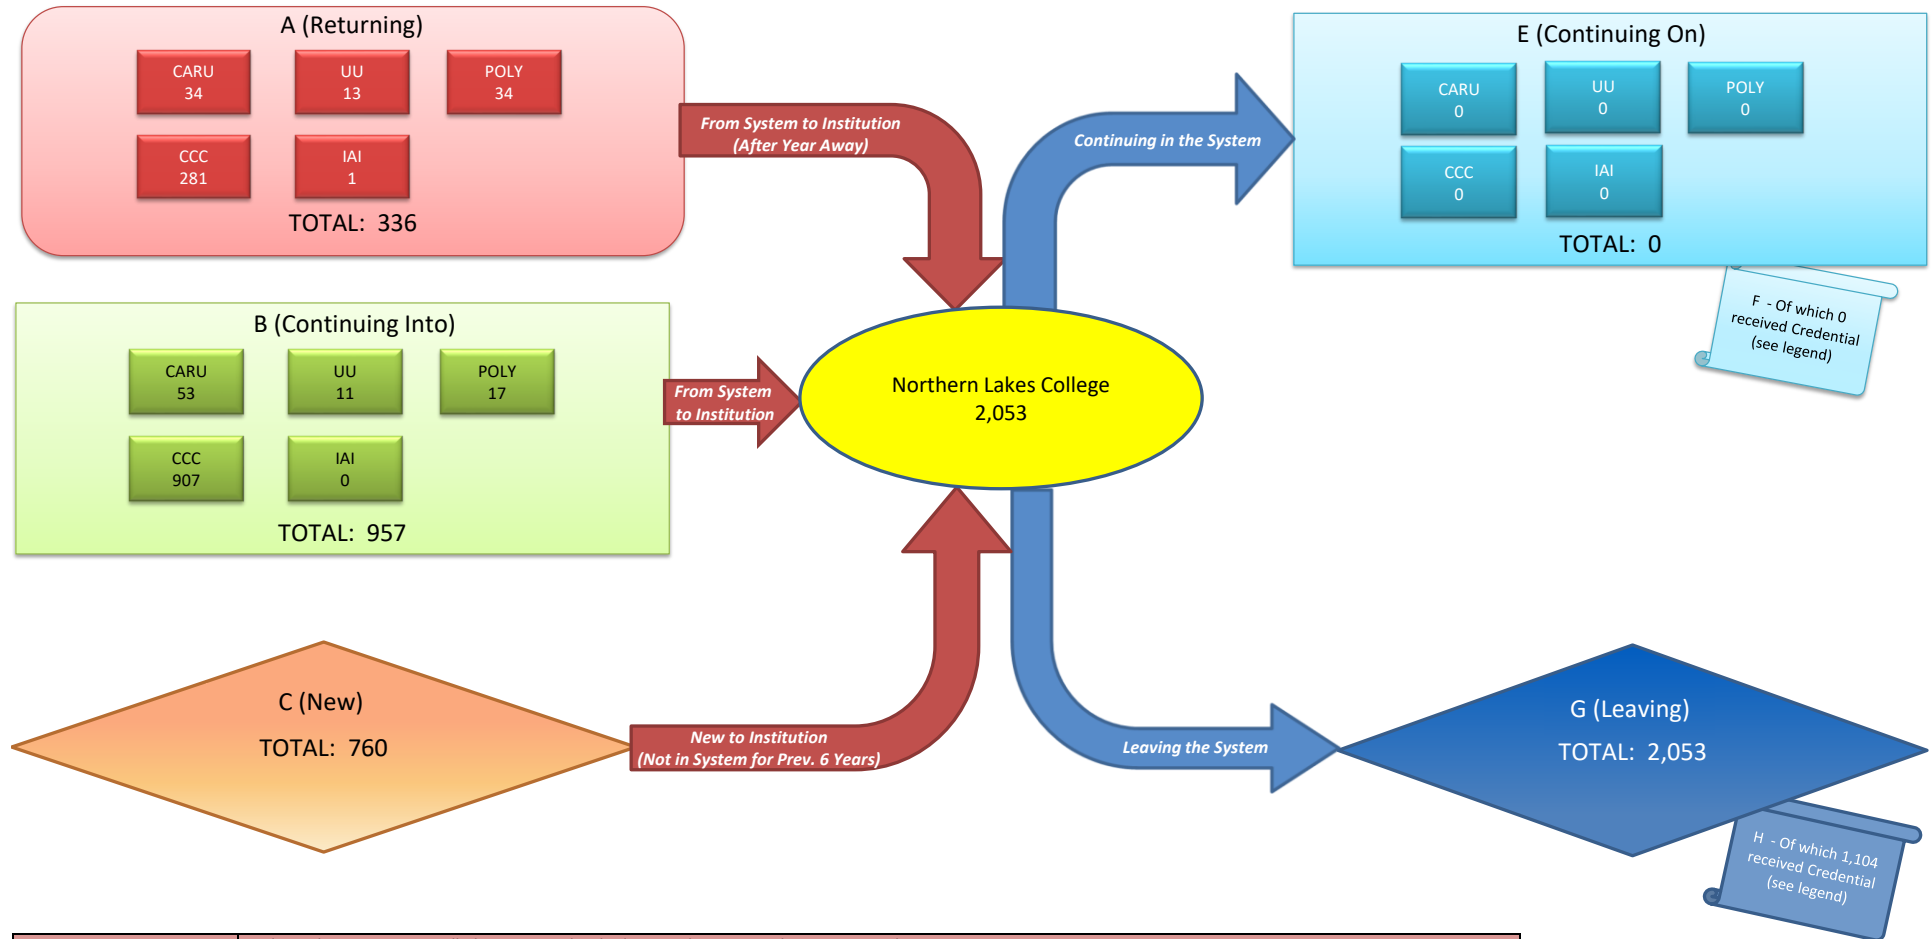 A (Returning)
CARU
34
UU
13
POLY
34
CCC
281
IAI
1
TOTAL:  336
From System to Institution
(After Year Away)
B (Continuing Into)
CARU
53
UU
11
POLY
17
CCC
907
IAI
0
TOTAL:  957
From System
to Institution
C (New)
TOTAL:  760
New to Institution
(Not in System for Prev. 6 Years)
Northern Lakes College
2,053
Continuing in the System
E (Continuing On)
CARU
0
UU
0
POLY
0
CCC
0
IAI
0
TOTAL:  0
F  - Of which 0
received Credential
(see legend)
Leaving the System
G (Leaving)
TOTAL:  2,053
H  - Of which 1,104
received Credential
(see legend)